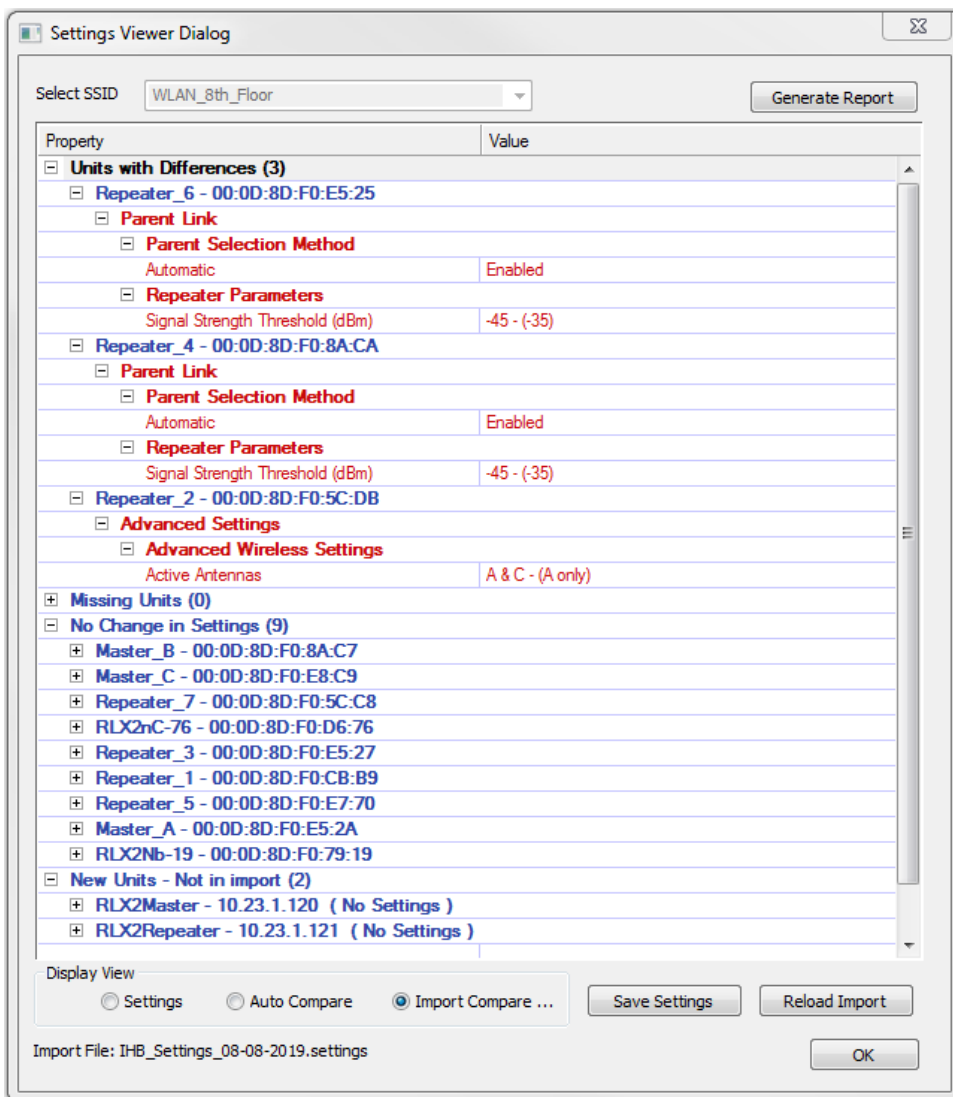 Settings Viewer Dialog
Select SSID WLAN_8th_Floor Generate Report
Property Value
Units with Differences (3)
Repeater_6 - 00:0D:8D:F0:E5:25
Parent Link
Parent Selection Method
Automatic Enabled
Repeater Parameters
Signal Strength Threshold (dBm) -45 - (-35)
Repeater_4 - 00:0D:8D:F0:8A:CA
Parent Link
Parent Selection Method
Automatic Enabled
Repeater Parameters
Signal Strength Threshold (dBm) -45 - (-35)
Repeater_2 - 00:0D:8D:F0:5C:DB
Advanced Settings
Advanced Wireless Settings
Active Antennas A & C - (A only)
Missing Units (0)
No Change in Settings (9)
Master_B - 00:0D:8D:F0:8A:C7
Master_C - 00:0D:8D:F0:E8:C9
Repeater_7 - 00:0D:8D:F0:5C:C8
RLX2nC-76 - 00:0D:8D:F0:D6:76
Repeater_3 - 00:0D:8D:F0:E5:27
Repeater_1 - 00:0D:8D:F0:CB:B9
Repeater_5 - 00:0D:8D:F0:E7:70
Master_A - 00:0D:8D:F0:E5:2A
RLX2Nb-19 - 00:0D:8D:F0:79:19
New Units - Not in import (2)
RLX2Master - 10.23.1.120 ( No Settings )
RLX2Repeater - 10.23.1.121 ( No Settings )
Display View
Settings Auto Compare Import Compare ... Save Settings Reload Import
Import File: IHB_Settings_08-08-2019.settings OK